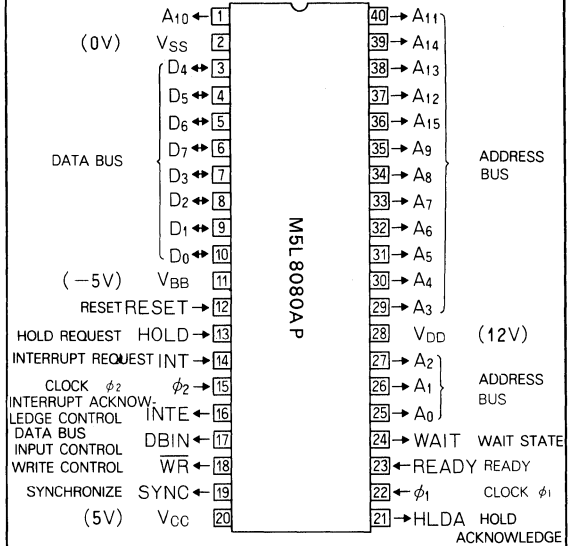 A10 1
(0V) VSS 2
D4 3
D5 4
D6 5
D7 6
DATA BUS
D3 7
D2 8
D1 9
D0 10
(−5V) VBB 11
RESET RESET 12
HOLD REQUEST HOLD 13
INTERRUPT REQUEST INT 14
CLOCK φ2 φ2 15
INTERRUPT ACKNOW-
LEDGE CONTROL INTE 16
DATA BUS
INPUT CONTROL DBIN 17
WRITE CONTROL W̅R̅ 18
SYNCHRONIZE SYNC 19
(5V) VCC 20
M5L8080AP
40 A11
39 A14
38 A13
37 A12
36 A15
35 A9
ADDRESS
BUS
34 A8
33 A7
32 A6
31 A5
30 A4
29 A3
28 VDD (12V)
27 A2
26 A1
ADDRESS
BUS
25 A0
24 WAIT WAIT STATE
23 READY READY
22 φ1 CLOCK φ1
21 HLDA HOLD
ACKNOWLEDGE